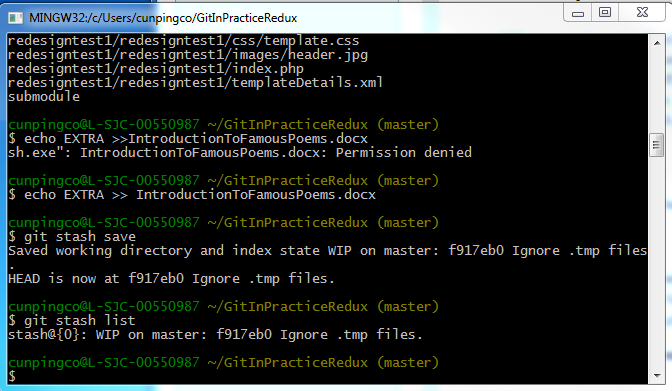 MINGW32:/c/Users/cunpingco/GitInPracticeRedux
redesigntest1/redesigntest1/css/template.css
redesigntest1/redesigntest1/images/header.jpg
redesigntest1/redesigntest1/index.php
redesigntest1/redesigntest1/templateDetails.xml
submodule
cunpingco@L-SJC-00550987 ~/GitInPracticeRedux (master)
$ echo EXTRA >>IntroductionToFamousPoems.docx
sh.exe": IntroductionToFamousPoems.docx: Permission denied
cunpingco@L-SJC-00550987 ~/GitInPracticeRedux (master)
$ echo EXTRA >> IntroductionToFamousPoems.docx
cunpingco@L-SJC-00550987 ~/GitInPracticeRedux (master)
$ git stash save
Saved working directory and index state WIP on master: f917eb0 Ignore .tmp files
.
HEAD is now at f917eb0 Ignore .tmp files.
cunpingco@L-SJC-00550987 ~/GitInPracticeRedux (master)
$ git stash list
stash@{0}: WIP on master: f917eb0 Ignore .tmp files.
cunpingco@L-SJC-00550987 ~/GitInPracticeRedux (master)
$